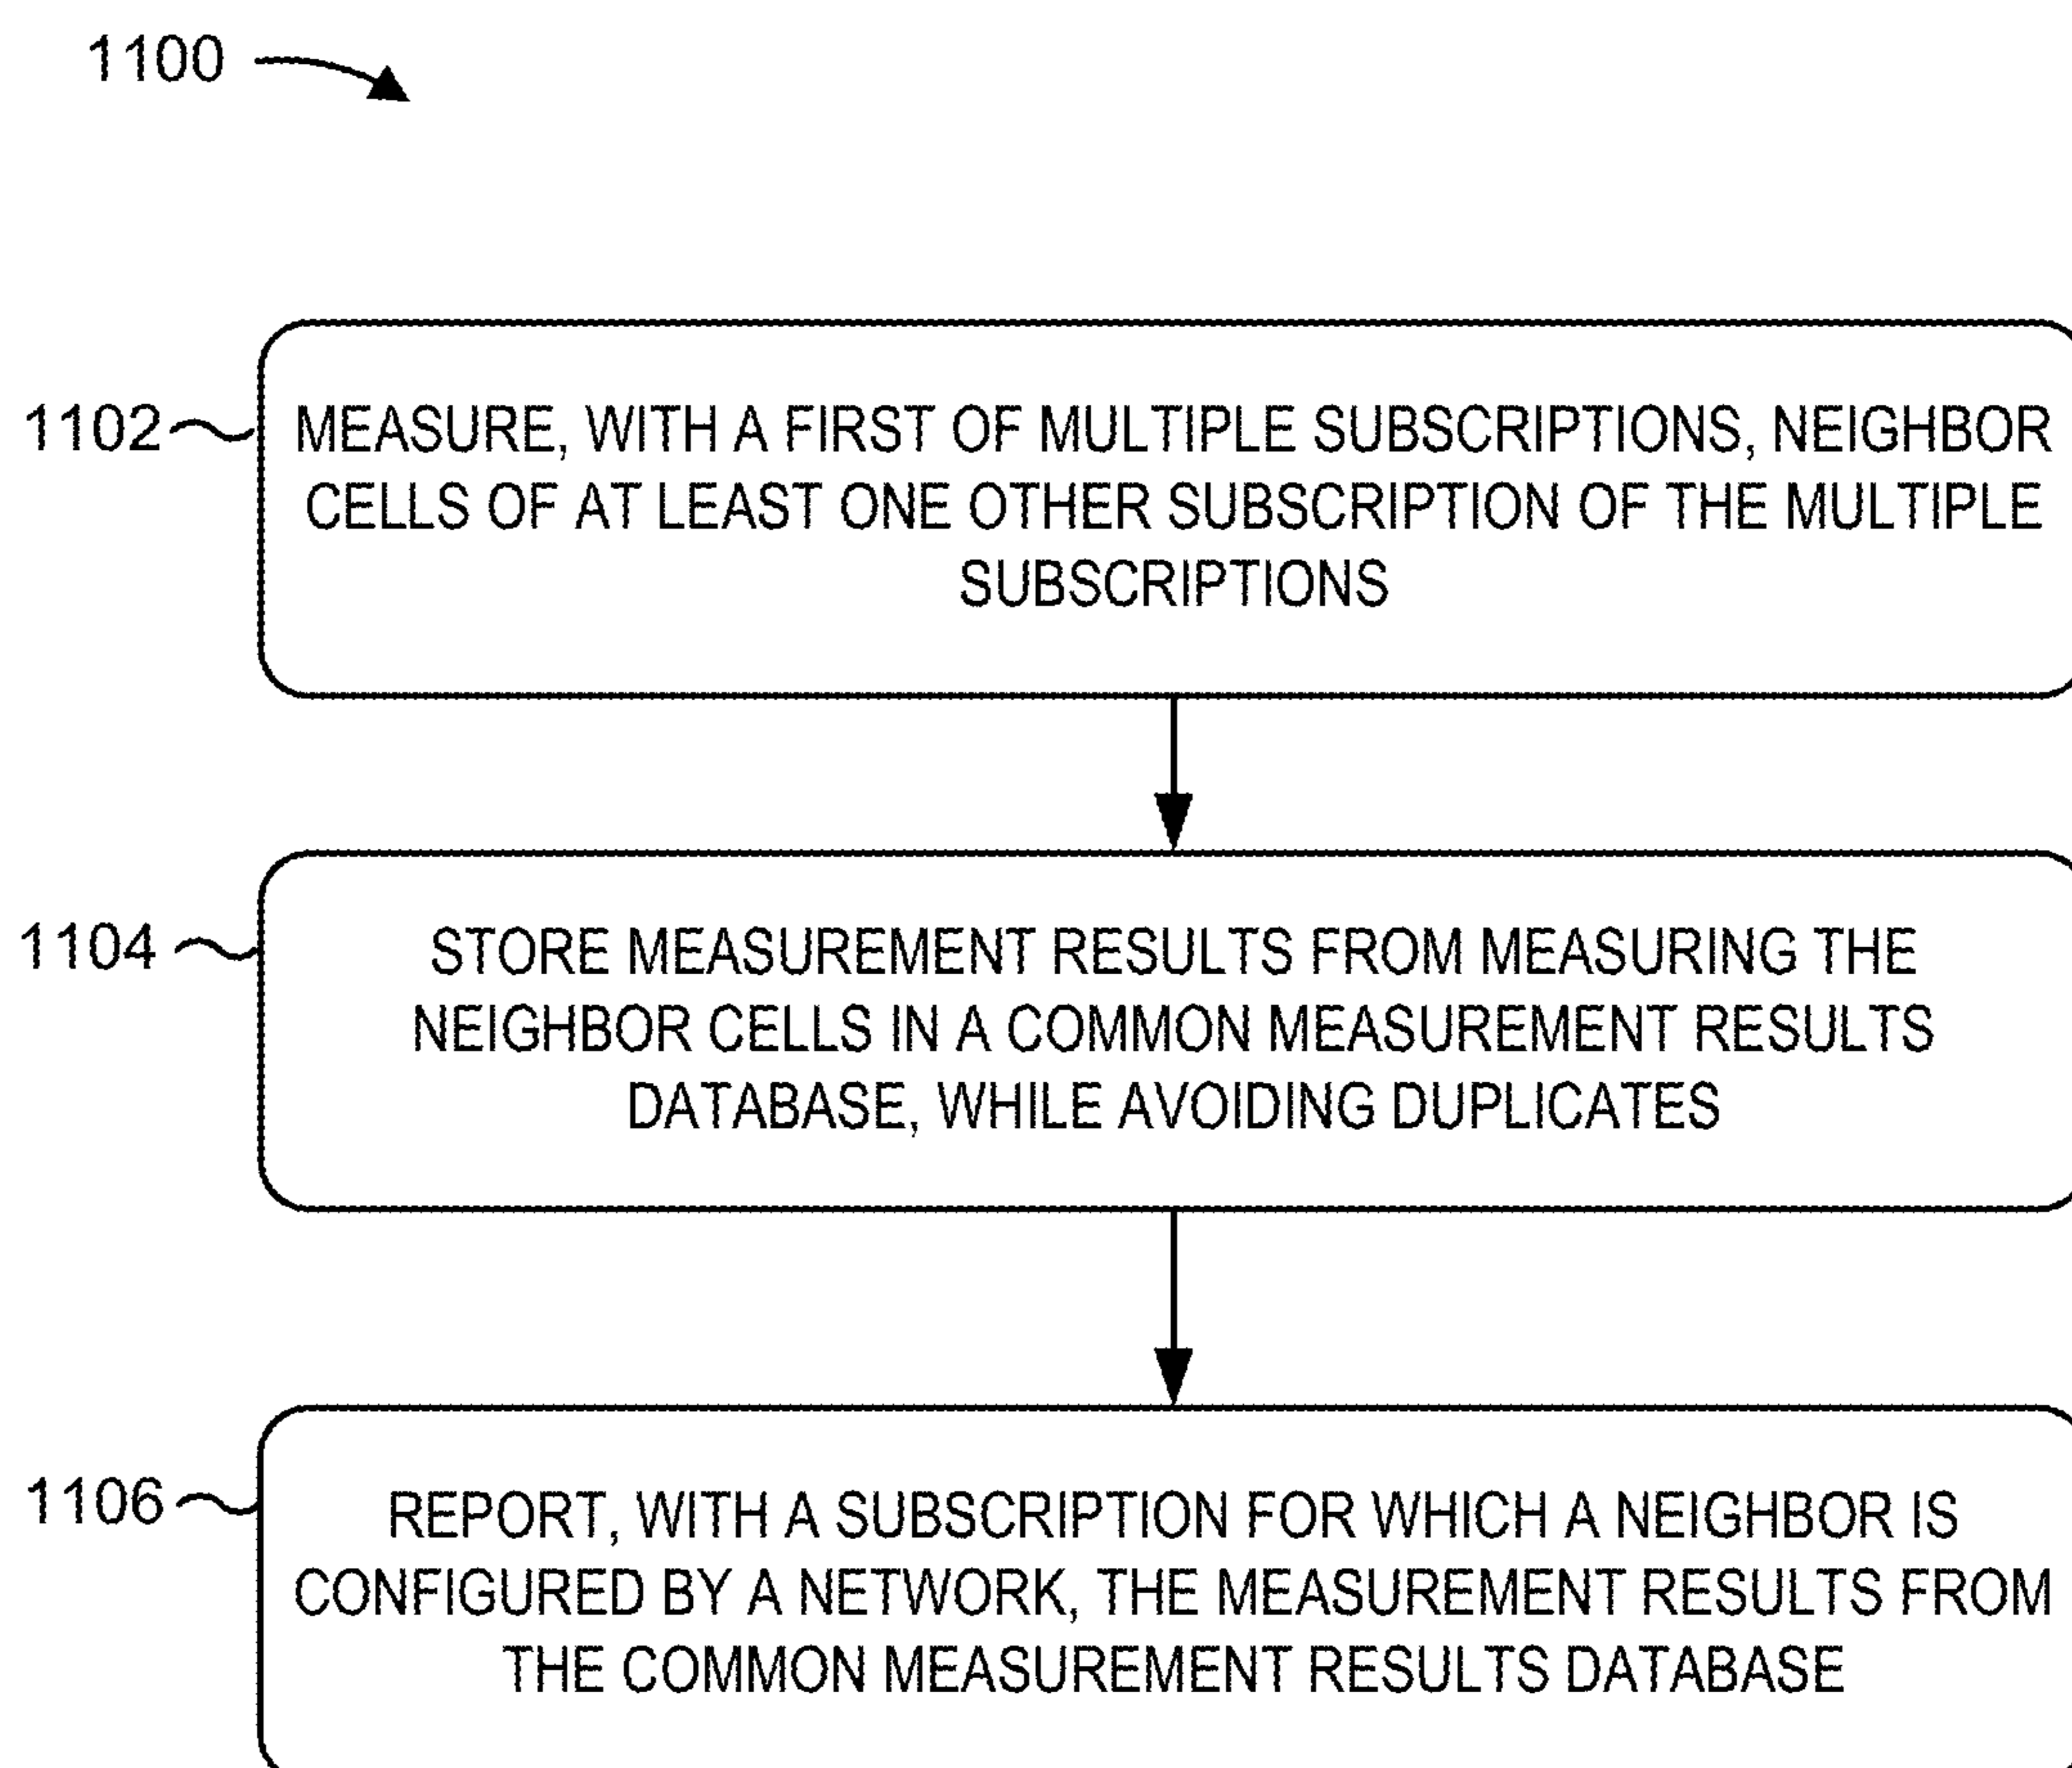 1100
1102
MEASURE, WITH A FIRST OF MULTIPLE SUBSCRIPTIONS, NEIGHBOR
CELLS OF AT LEAST ONE OTHER SUBSCRIPTION OF THE MULTIPLE
SUBSCRIPTIONS
1104
STORE MEASUREMENT RESULTS FROM MEASURING THE
NEIGHBOR CELLS IN A COMMON MEASUREMENT RESULTS
DATABASE, WHILE AVOIDING DUPLICATES
1106
REPORT, WITH A SUBSCRIPTION FOR WHICH A NEIGHBOR IS
CONFIGURED BY A NETWORK, THE MEASUREMENT RESULTS FROM
THE COMMON MEASUREMENT RESULTS DATABASE